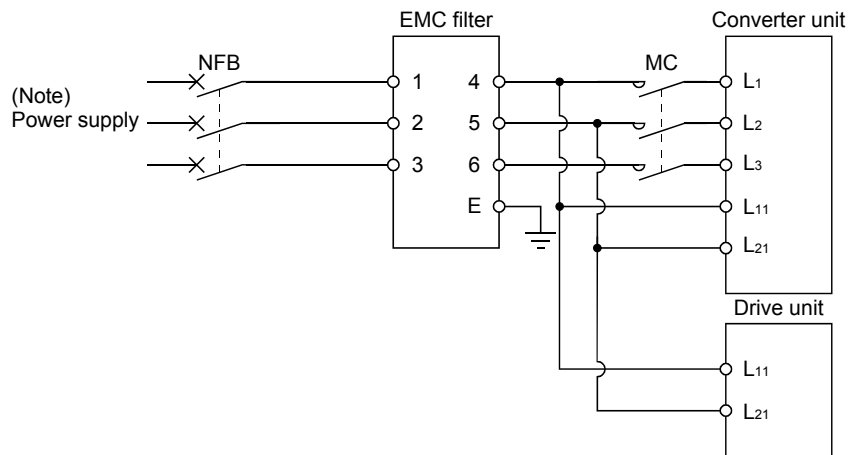 EMC filter
Converter unit
NFB
MC
(Note)
Power supply
1 4
2 5
3 6
E
L1
L2
L3
L11
L21
Drive unit
L11
L21